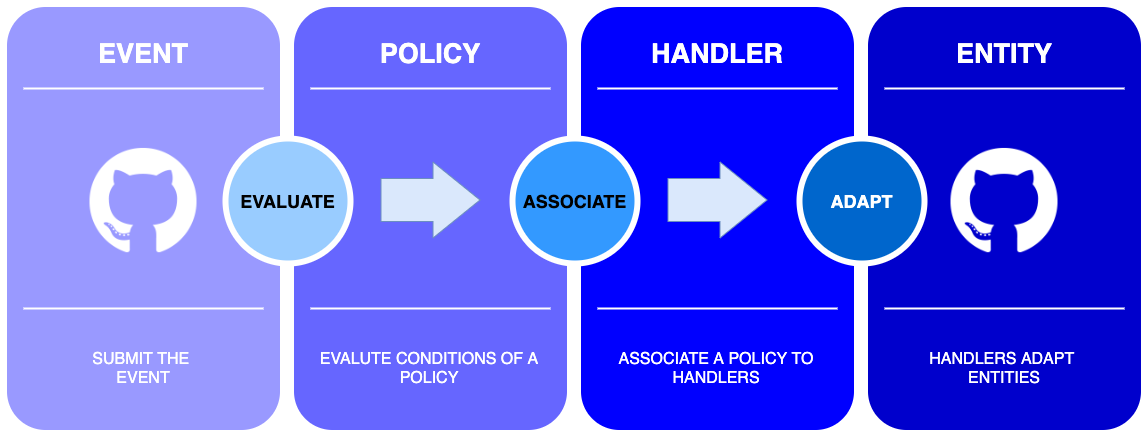 EVENT
POLICY
HANDLER
ENTITY
EVALUATE
ASSOCIATE
ADAPT
SUBMIT THE
EVENT
EVALUTE CONDITIONS OF A
POLICY
ASSOCIATE A POLICY TO
HANDLERS
HANDLERS ADAPT
ENTITIES